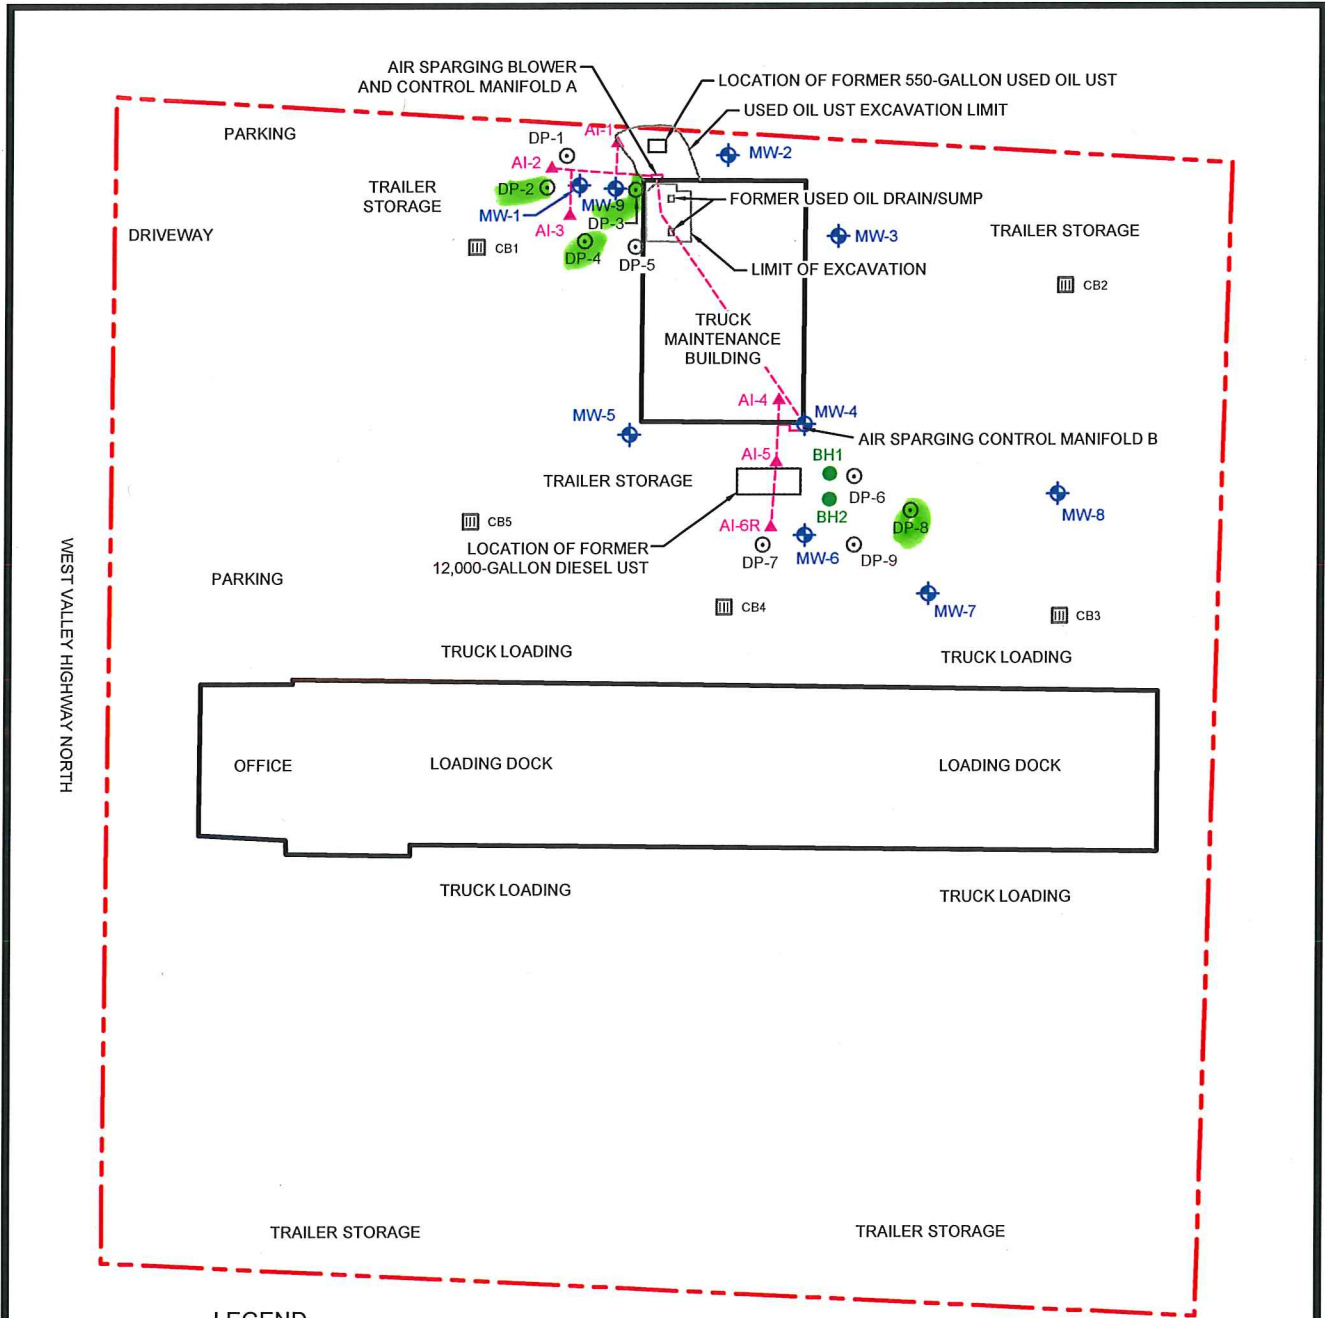 AIR SPARGING BLOWER
AND CONTROL MANIFOLD A
LOCATION OF FORMER 550-GALLON USED OIL UST
USED OIL UST EXCAVATION LIMIT
PARKING
DP-1
AI-1
AI-2
MW-2
TRAILER
STORAGE
DP-2
MW-1
MW-9
DP-3
FORMER USED OIL DRAIN/SUMP
AI-3
DRIVEWAY
CB1
DP-4
DP-5
MW-3
TRAILER STORAGE
LIMIT OF EXCAVATION
CB2
TRUCK
MAINTENANCE
BUILDING
AI-4
MW-5
MW-4
AIR SPARGING CONTROL MANIFOLD B
AI-5
BH1
TRAILER STORAGE
DP-6
BH2
MW-8
CB5
AI-6R
DP-8
LOCATION OF FORMER
12,000-GALLON DIESEL UST
DP-7
MW-6
DP-9
WEST VALLEY HIGHWAY NORTH
PARKING
CB4
MW-7
CB3
TRUCK LOADING
TRUCK LOADING
OFFICE
LOADING DOCK
LOADING DOCK
TRUCK LOADING
TRUCK LOADING
TRAILER STORAGE
TRAILER STORAGE
LEGEND